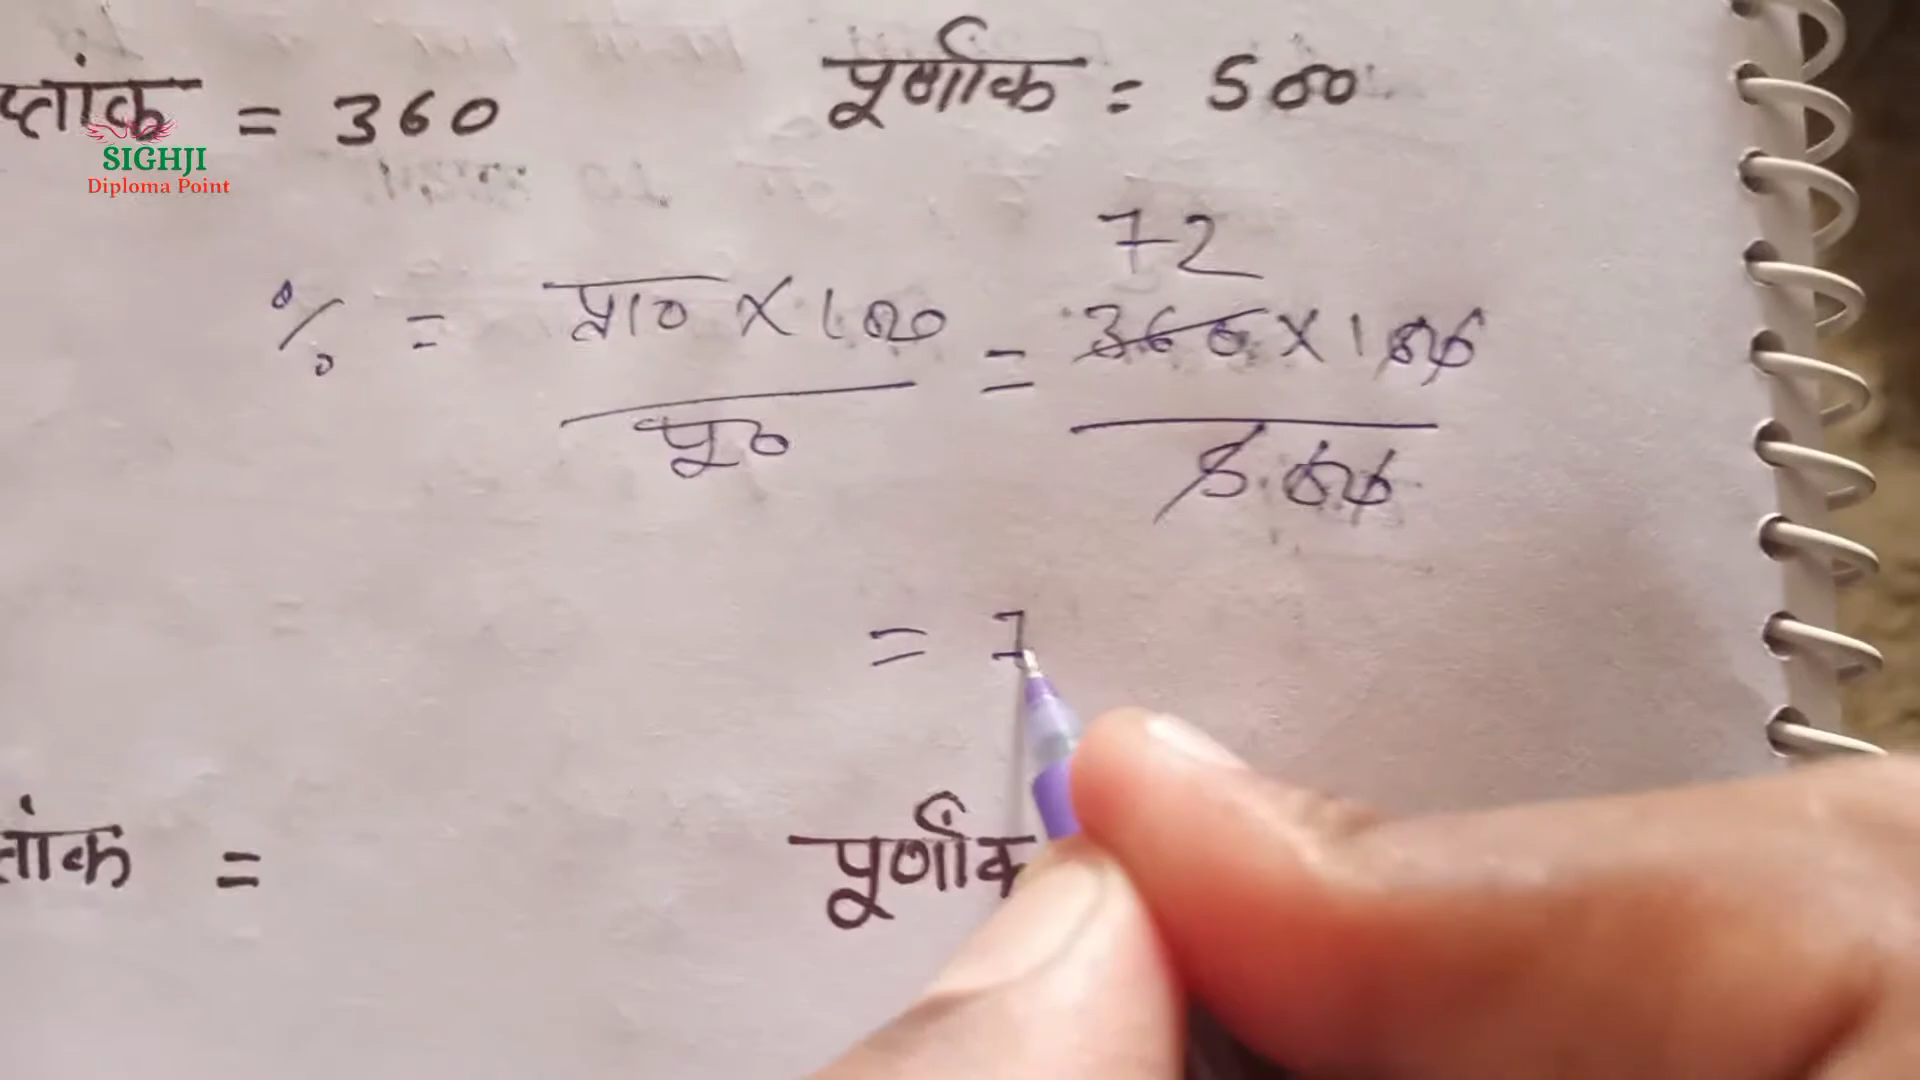 प्तांक = 360 पूर्णांक = 500
SIGHJI
Diploma Point
72
% = प्रा० X 100 / पू० = 360 X 100 / 500
= 7
तांक = पूर्णांक